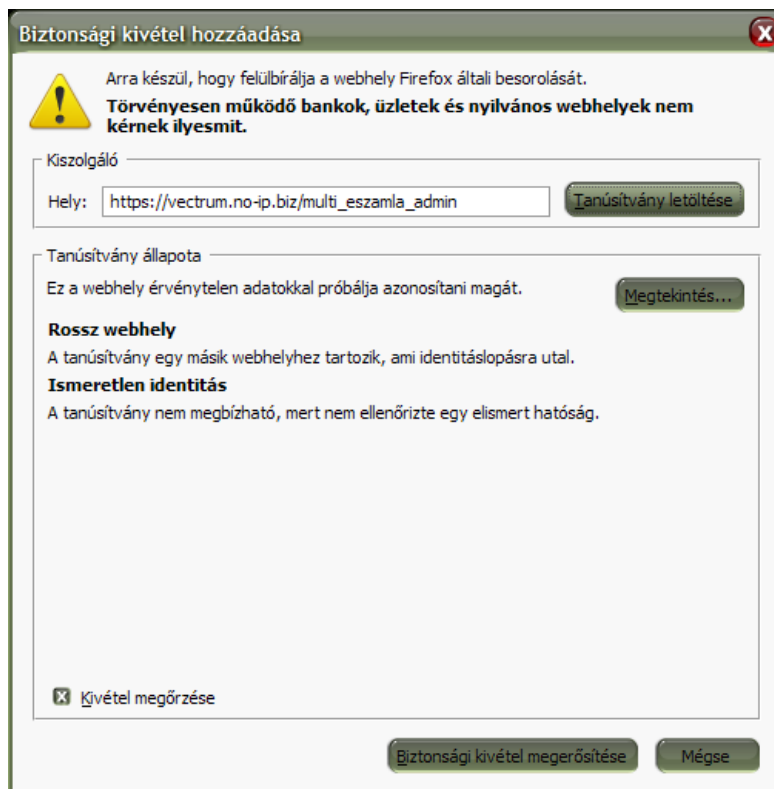 Biztonsági kivétel hozzáadása
Arra készül, hogy felülbírálja a webhely Firefox általi besorolását.
Törvényesen működő bankok, üzletek és nyilvános webhelyek nem
kérnek ilyesmit.
Kiszolgáló
Hely: https://vectrum.no-ip.biz/multi_eszamla_admin Tanúsítvány letöltése
Tanúsítvány állapota
Ez a webhely érvénytelen adatokkal próbálja azonosítani magát. Megtekintés...
Rossz webhely
A tanúsítvány egy másik webhelyhez tartozik, ami identitáslopásra utal.
Ismeretlen identitás
A tanúsítvány nem megbízható, mert nem ellenőrizte egy elismert hatóság.
Kivétel megőrzése
Biztonsági kivétel megerősítése Mégse